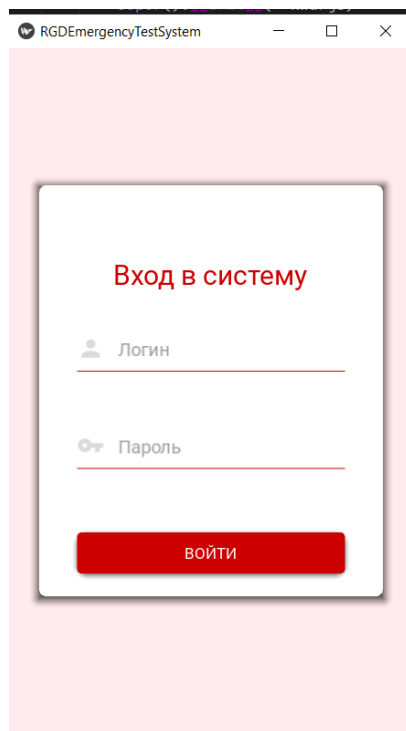 RGDEmergencyTestSystem
Вход в систему
Логин
Пароль
ВОЙТИ